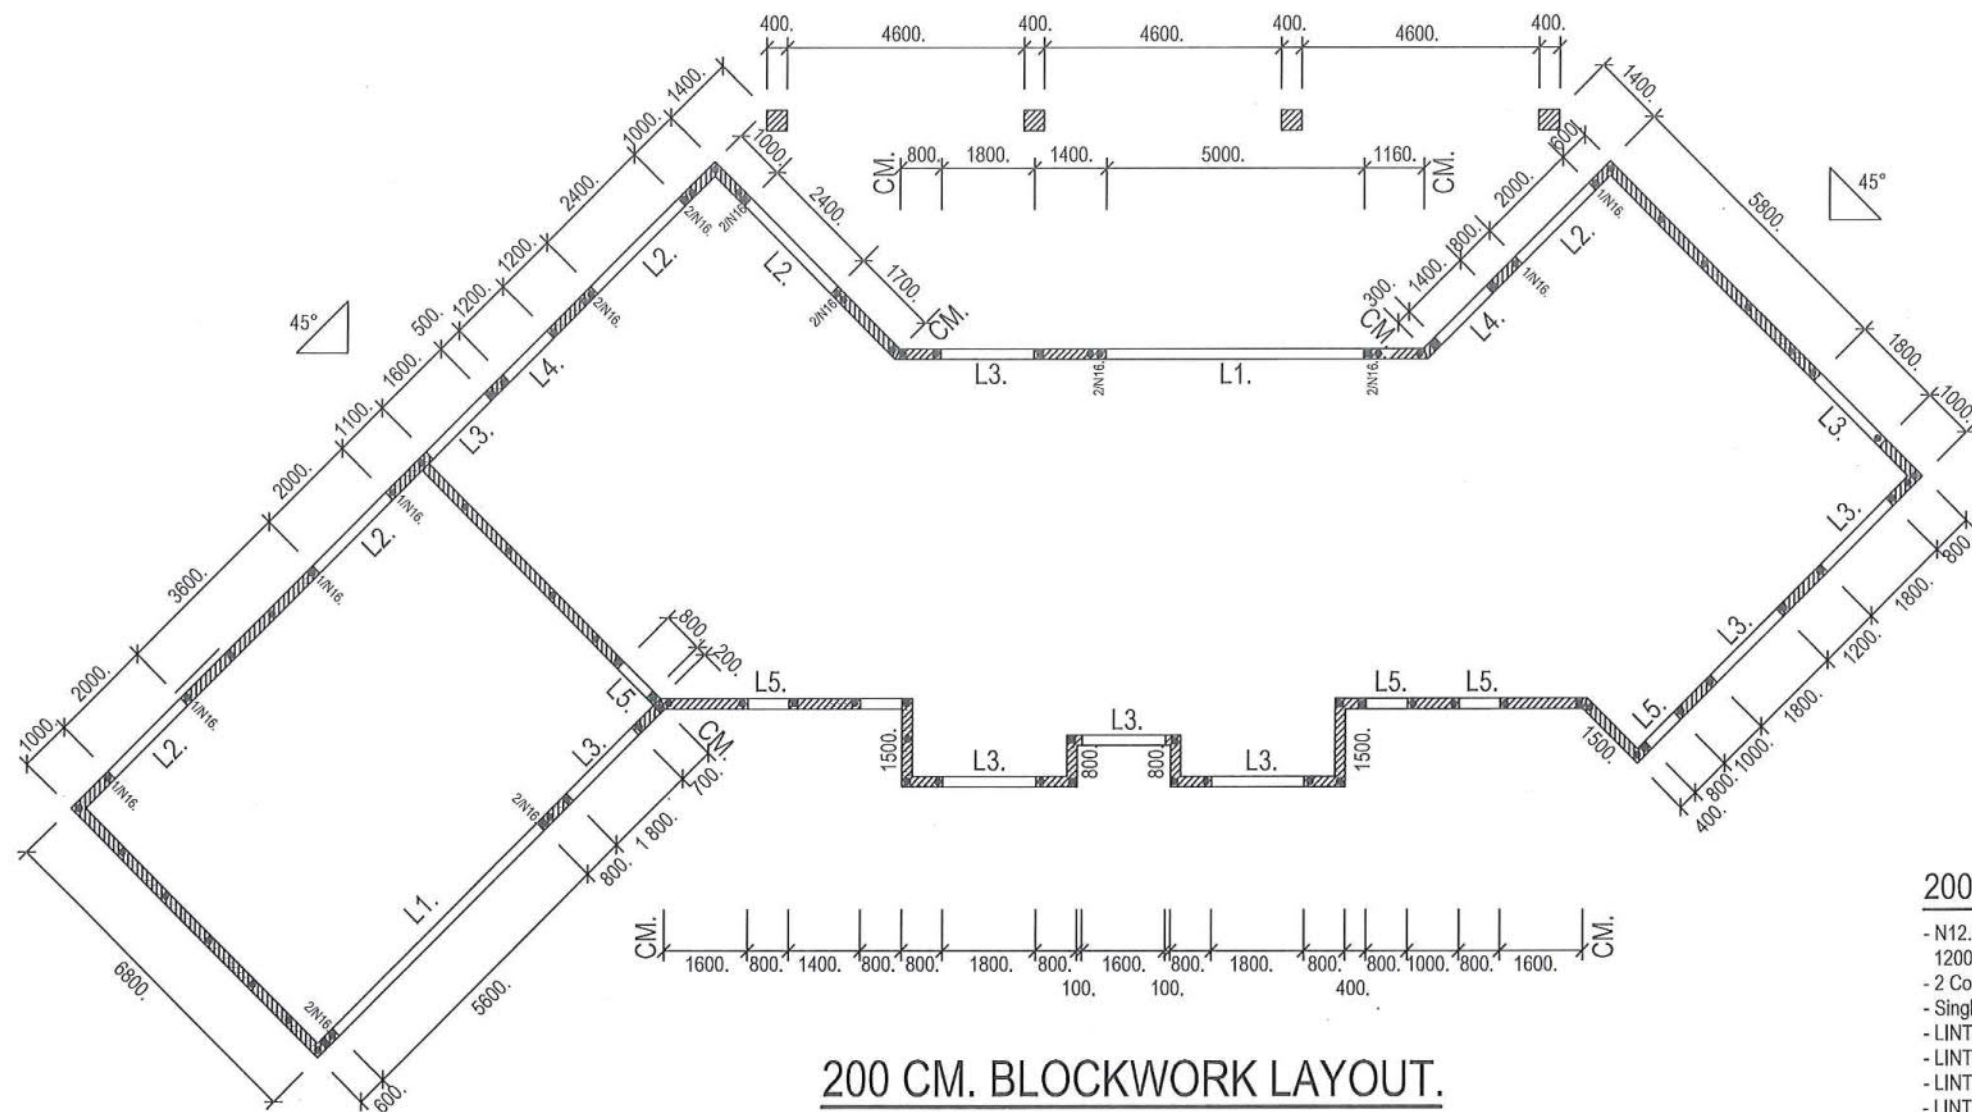 400.
4600.
400.
4600.
400.
4600.
400.
1400.
1000.
2400.
1200.
1200.
500.
1600.
1100.
2000.
3600.
2000.
1000.
45°
1000.
2400.
1700.
CM.
CM.
800.
1800.
1400.
5000.
1160.
CM.
1400.
5800.
1800.
1000.
45°
600.
2000.
800.
1400.
300.
CM.
2/N16.
2/N16.
L2.
L2.
2/N16.
2/N16.
L4.
L3.
L3.
2/N16.
L1.
2/N16.
L4.
1/N16.
L2.
1/N16.
L3.
1/N16.
L2.
1/N16.
1/N16.
L2.
1/N16.
800
200.
L5.
L3.
CM.
700.
1 800.
800.
5600.
600.
6800.
2/N16.
L1.
2/N16.
L5.
1500.
L3.
800.
L3.
800.
L3.
1500.
L5.
L5.
1500.
L5.
L3.
L3.
800
1800.
1200.
1800.
1000.
800.
400.
CM.
1600.
800.
1400.
800.
800.
1800.
800.
100.
1600.
100.
800.
1800.
800.
400.
800.
1000.
800.
1600.
CM.
200 CM. BLOCKWORK LAYOUT.
200
- N12.
1200
- 2 Co
- Singl
- LINT
- LINT
- LINT
- LINT